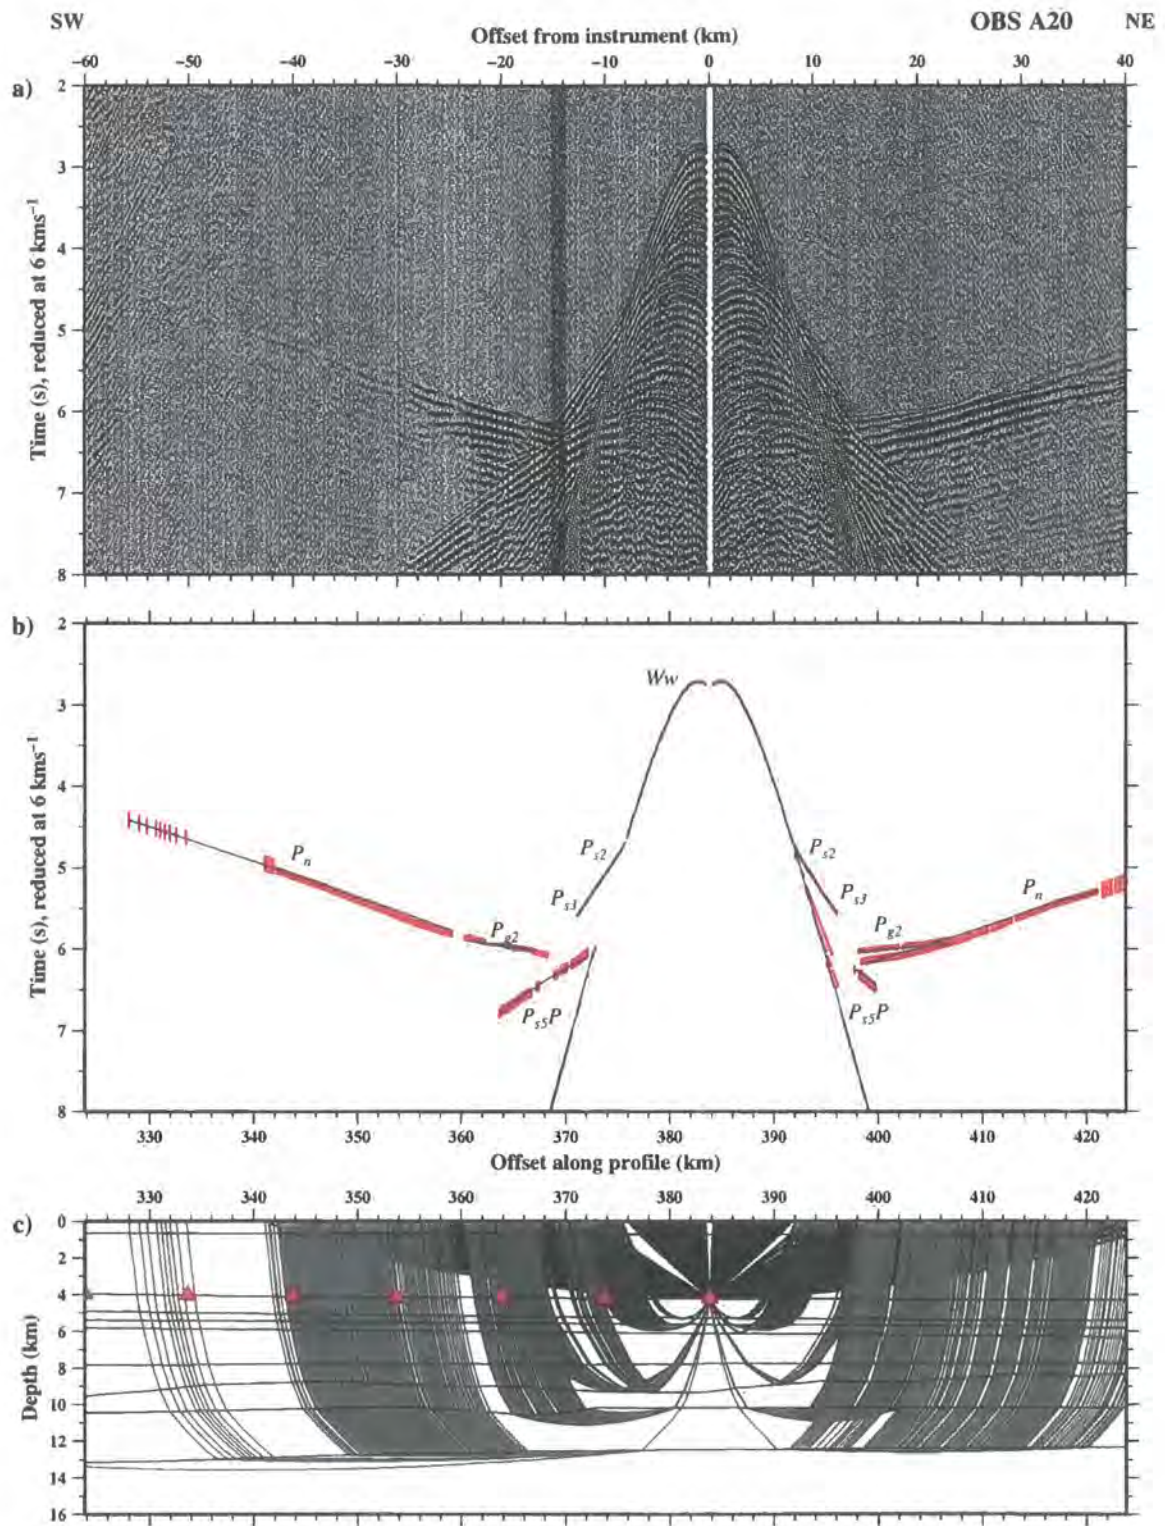 SW
OBS A20
NE
Offset from instrument (km)
−60 −50 −40 −30 −20 −10 0 10 20 30 40
a)
2
3
4
5
6
7
8
Time (s), reduced at 6 kms⁻¹
b)
2
3
4
5
6
7
8
Time (s), reduced at 6 kms⁻¹
Ww
Ps2
Ps2
Pn
Ps3
Ps3
Pn
Pg2
Pg2
Ps5P
Ps5P
330 340 350 360 370 380 390 400 410 420
Offset along profile (km)
330 340 350 360 370 380 390 400 410 420
c)
0
2
4
6
8
10
12
14
16
Depth (km)